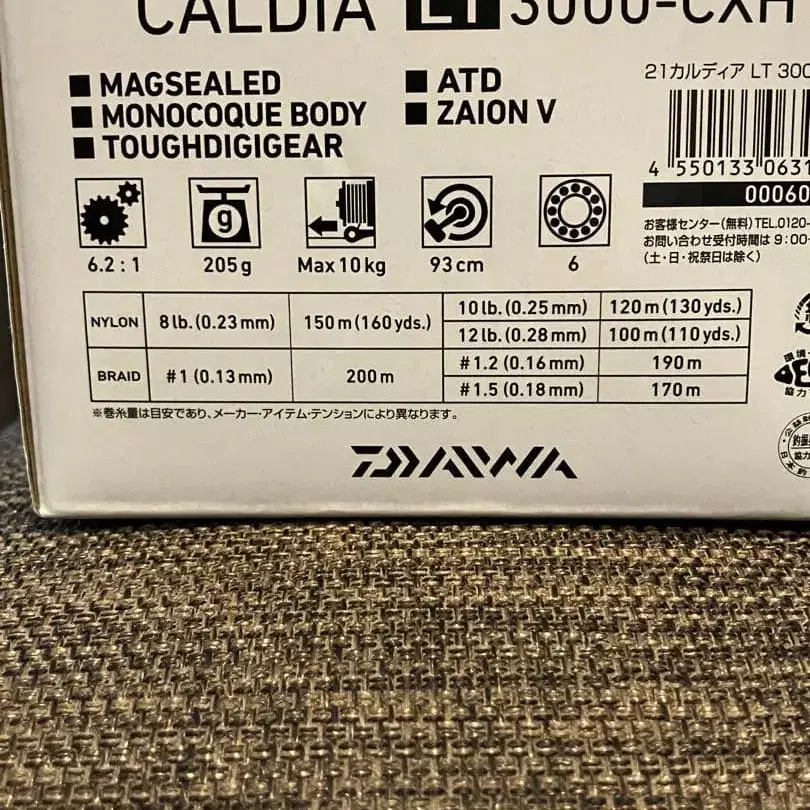 CALDIA LT 3000-CXH
■ MAGSEALED
■ MONOCOQUE BODY
■ TOUGHDIGIGEAR
■ ATD
■ ZAION V
21カルディア LT 300
4 550133 0631
00060
お客様センター(無料)TEL.0120-
お問い合わせ受付時間は 9:00-
(土・日・祝祭日は除く)
g
6.2 : 1 205g Max 10kg 93cm 6
NYLON 8lb.(0.23mm) 150m(160yds.) 10lb.(0.25mm) 120m(130yds.)
12lb.(0.28mm) 100m(110yds.)
BRAID #1 (0.13mm) 200m #1.2 (0.16mm) 190m
#1.5 (0.18mm) 170m
※巻糸量は目安であり、メーカー・アイテム・テンションにより異なります。
DAIWA
環境・
協力